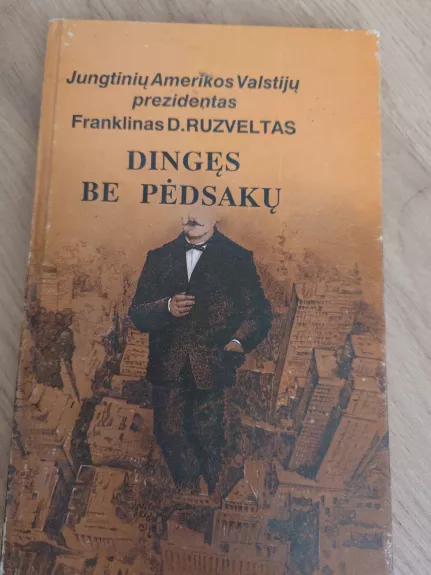 Jungtinių Amerikos Valstijų
prezidentas
Franklinas D.RUZVELTAS
DINGĘS
BE PĖDSAKŲ